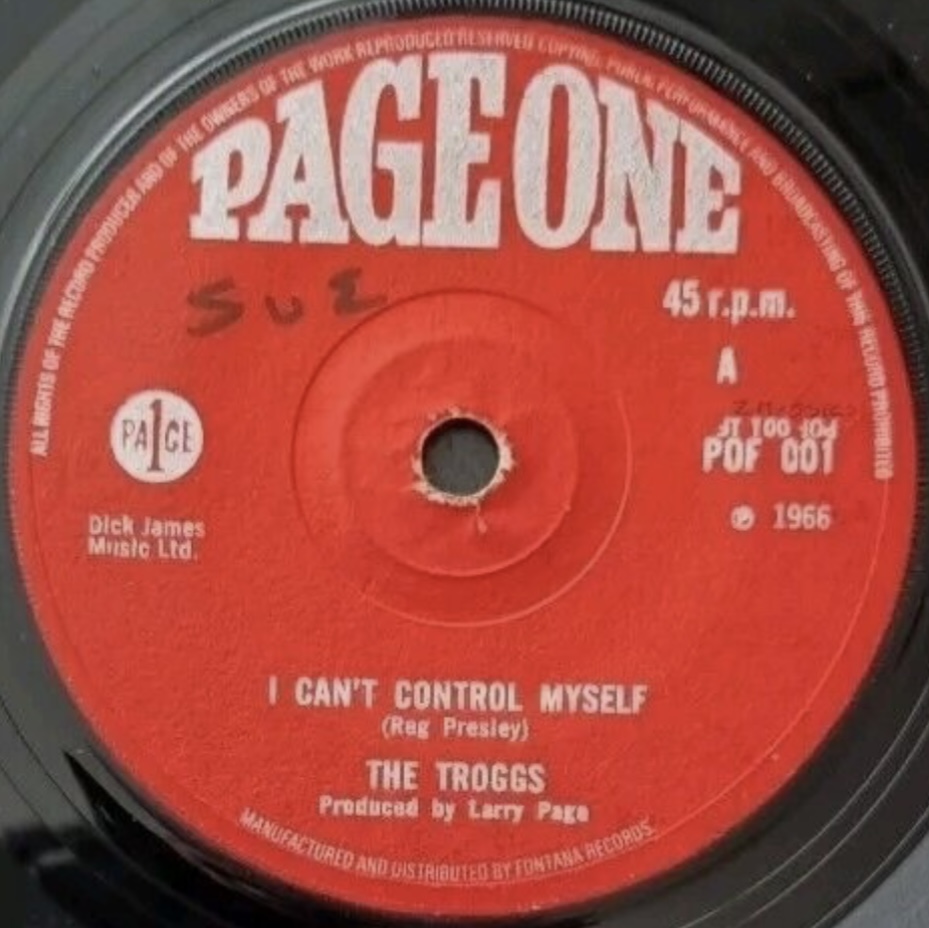 ALL RIGHTS OF THE RECORD PRODUCER AND OF THE OWNERS OF THE WORK REPRODUCED RESERVED COPYING, PUBLIC PERFORMANCE AND BROADCASTING OF THIS RECORD PROHIBITED
PAGE ONE
SUE
45 r.p.m.
A
PA1GE
POF 001
Dick James
Music Ltd.
℗ 1966
I CAN'T CONTROL MYSELF
(Reg Presley)
THE TROGGS
Produced by Larry Page
MANUFACTURED AND DISTRIBUTED BY FONTANA RECORDS